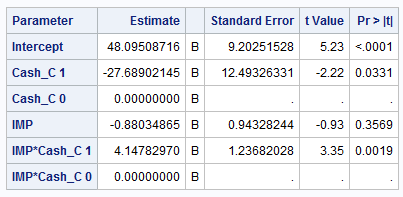 Parameter Estimate Standard Error t Value Pr > |t|
Intercept 48.09508716 B 9.20251528 5.23 <.0001
Cash_C 1 -27.68902145 B 12.49326331 -2.22 0.0331
Cash_C 0 0.00000000 B . . .
IMP -0.88034865 B 0.94328244 -0.93 0.3569
IMP*Cash_C 1 4.14782970 B 1.23682028 3.35 0.0019
IMP*Cash_C 0 0.00000000 B . . .